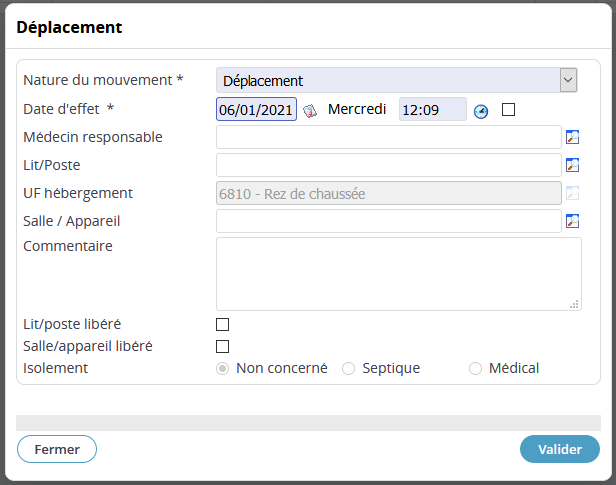 Déplacement
Nature du mouvement * Déplacement
Date d'effet * 06/01/2021 Mercredi 12:09
Médecin responsable
Lit/Poste
UF hébergement 6810 - Rez de chaussée
Salle / Appareil
Commentaire
Lit/poste libéré
Salle/appareil libéré
Isolement Non concerné Septique Médical
Fermer Valider